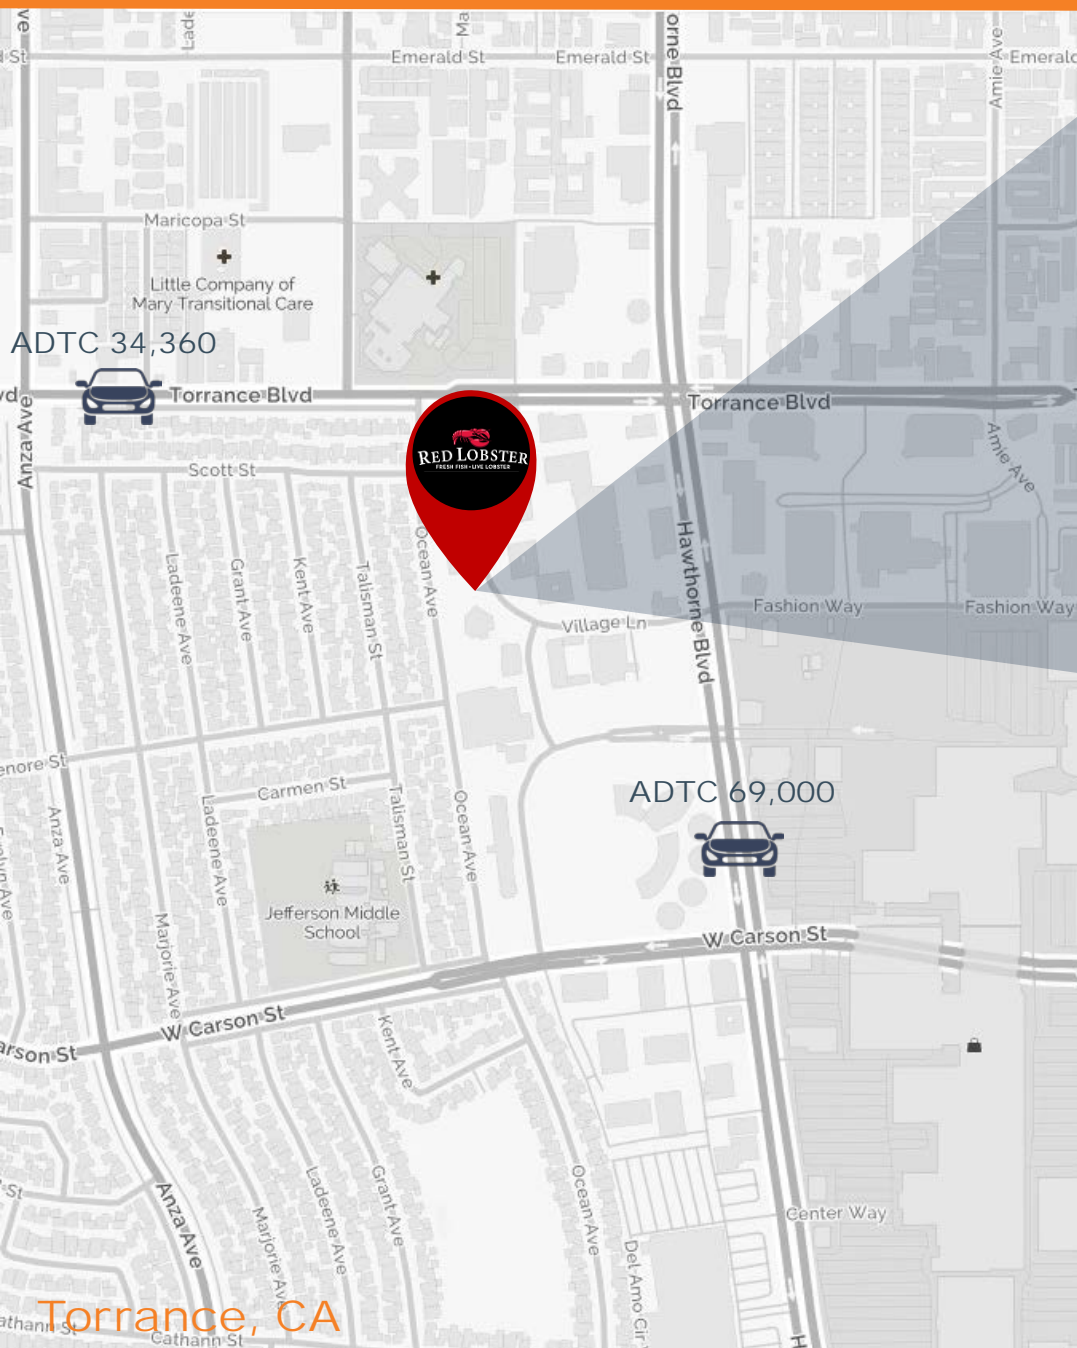 Emerald St
Emerald St
Amie Ave
Maricopa St
Little Company of
Mary Transitional Care
ADTC 34,360
Torrance Blvd
Torrance Blvd
Anza Ave
RED LOBSTER
FRESH FISH • LIVE LOBSTER
Scott St
Amie Ave
Ladeene Ave
Grant Ave
Kent Ave
Talisman St
Ocean Ave
Hawthorne Blvd
Fashion Way
Fashion Way
Village Ln
Carmen St
ADTC 69,000
Anza Ave
Ladeene Ave
Talisman St
Ocean Ave
Jefferson Middle
School
Marjorie Ave
W Carson St
W Carson St
Kent Ave
Anza Ave
Marjorie Ave
Ladeene Ave
Grant Ave
Ocean Ave
Center Way
Del Amo Cir
Torrance, CA
Cathann St